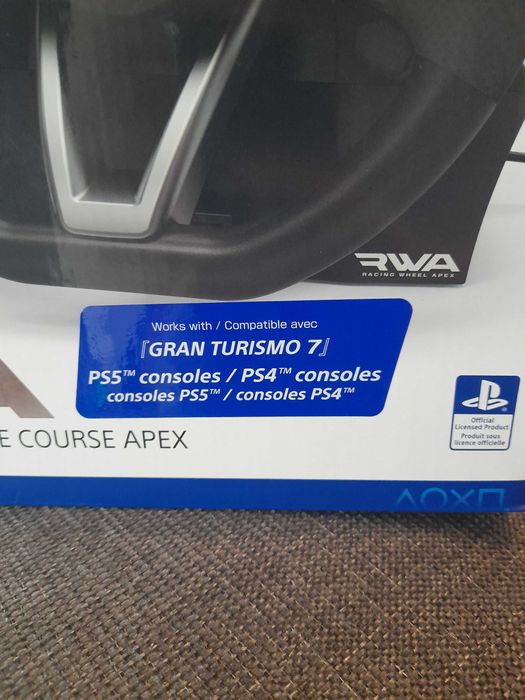 RWA
RACING WHEEL APEX
Works with / Compatible avec
『GRAN TURISMO 7』
PS5™ consoles / PS4™ consoles
consoles PS5™ / consoles PS4™
A
E COURSE APEX
Official
Licensed Product
Produit sous
licence officielle